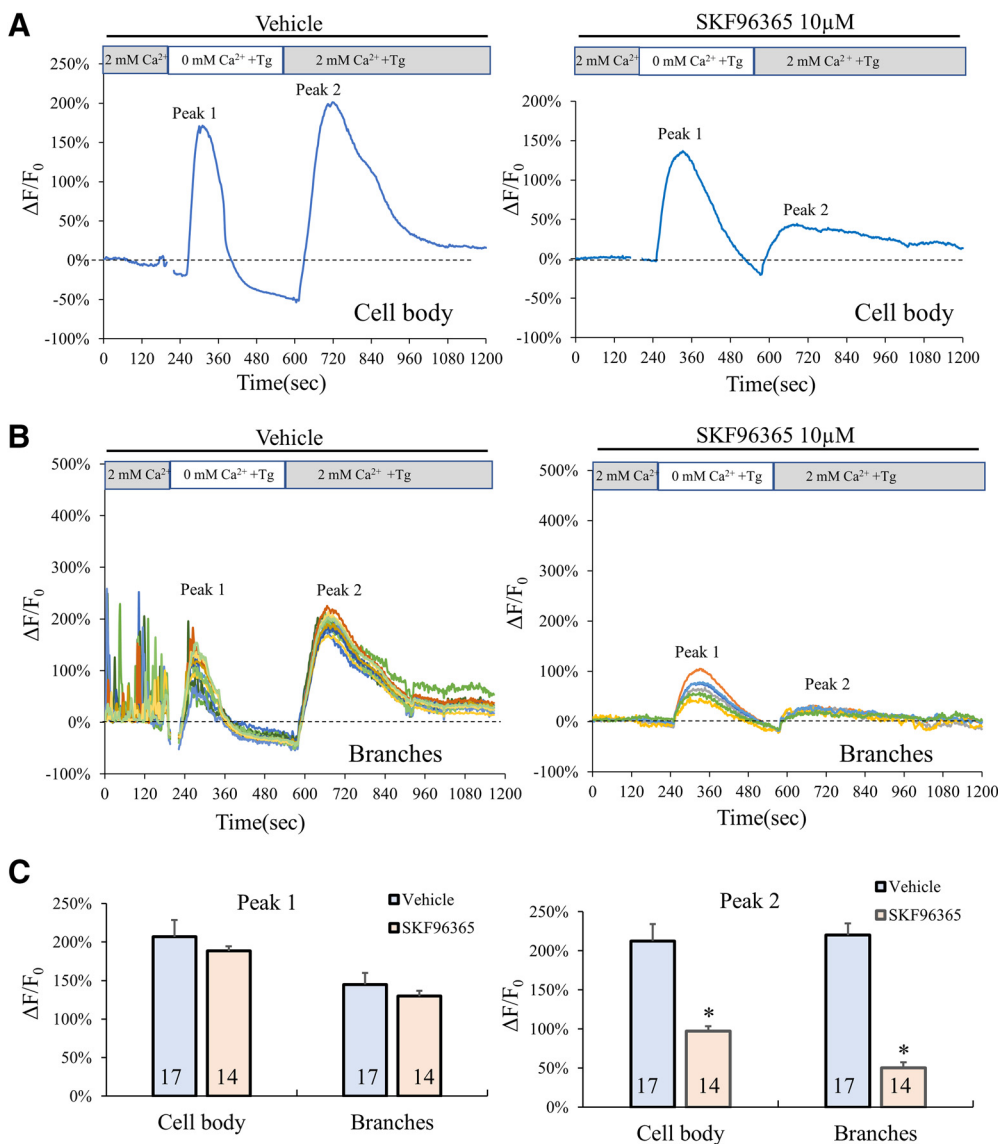 A
Vehicle
2 mM Ca²⁺
0 mM Ca²⁺ +Tg
2 mM Ca²⁺ +Tg
250%
200%
150%
100%
50%
0%
-50%
-100%
ΔF/F₀
Peak 1
Peak 2
Cell body
0 120 240 360 480 600 720 840 960 1080 1200
Time(sec)
SKF96365 10µM
2 mM Ca²⁺
0 mM Ca²⁺ +Tg
2 mM Ca²⁺ +Tg
200%
150%
100%
50%
0%
-50%
-100%
ΔF/F₀
Peak 1
Peak 2
Cell body
0 120 240 360 480 600 720 840 960 1080 1200
Time(sec)
B
Vehicle
2 mM Ca²⁺
0 mM Ca²⁺ +Tg
2 mM Ca²⁺ +Tg
500%
400%
300%
200%
100%
0%
-100%
ΔF/F₀
Peak 1
Peak 2
Branches
0 120 240 360 480 600 720 840 960 1080 1200
Time(sec)
SKF96365 10µM
2 mM Ca²⁺
0 mM Ca²⁺ +Tg
2 mM Ca²⁺ +Tg
500%
400%
300%
200%
100%
0%
-100%
ΔF/F₀
Peak 1
Peak 2
Branches
0 120 240 360 480 600 720 840 960 1080 1200
Time(sec)
C
Peak 1
Vehicle
SKF96365
250%
200%
150%
100%
50%
0%
ΔF/F₀
17 14 17 14
Cell body Branches
Peak 2
Vehicle
SKF96365
250%
200%
150%
100%
50%
0%
ΔF/F₀
* *
17 14 17 14
Cell body Branches